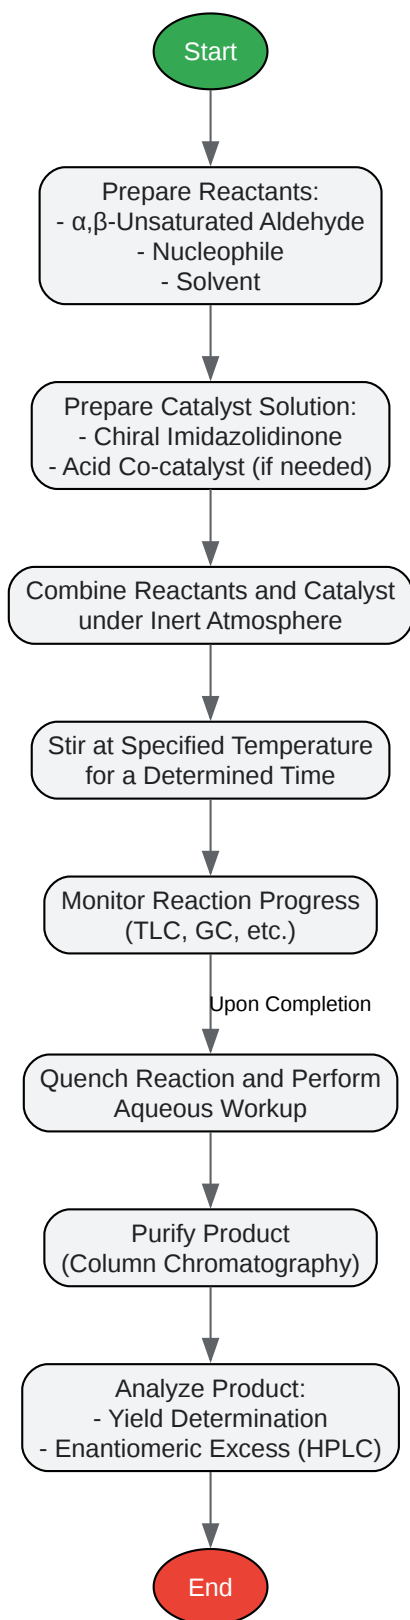 Start
Prepare Reactants:
- α,β-Unsaturated Aldehyde
- Nucleophile
- Solvent
Prepare Catalyst Solution:
- Chiral Imidazolidinone
- Acid Co-catalyst (if needed)
Combine Reactants and Catalyst
under Inert Atmosphere
Stir at Specified Temperature
for a Determined Time
Monitor Reaction Progress
(TLC, GC, etc.)
Upon Completion
Quench Reaction and Perform
Aqueous Workup
Purify Product
(Column Chromatography)
Analyze Product:
- Yield Determination
- Enantiomeric Excess (HPLC)
End